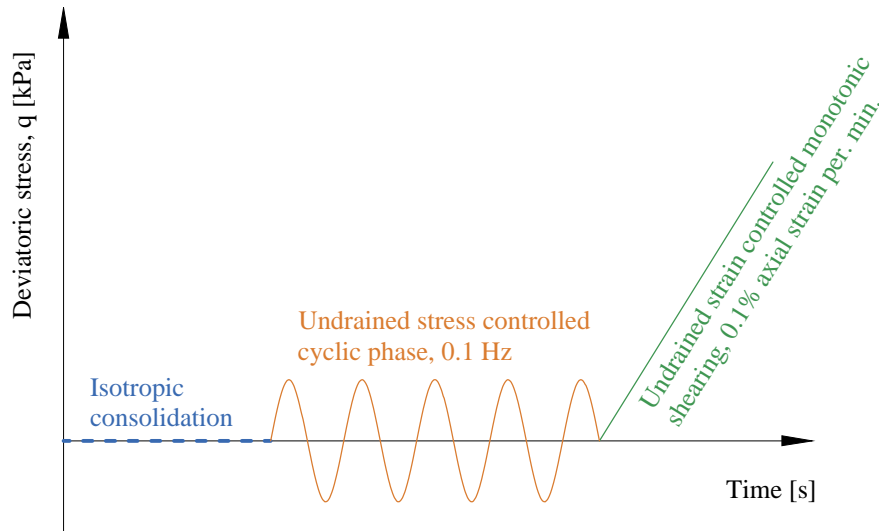 Deviatoric stress, q [kPa]
Isotropic
consolidation
Undrained stress controlled
cyclic phase, 0.1 Hz
Undrained strain controlled monotonic
shearing, 0.1% axial strain per. min.
Time [s]